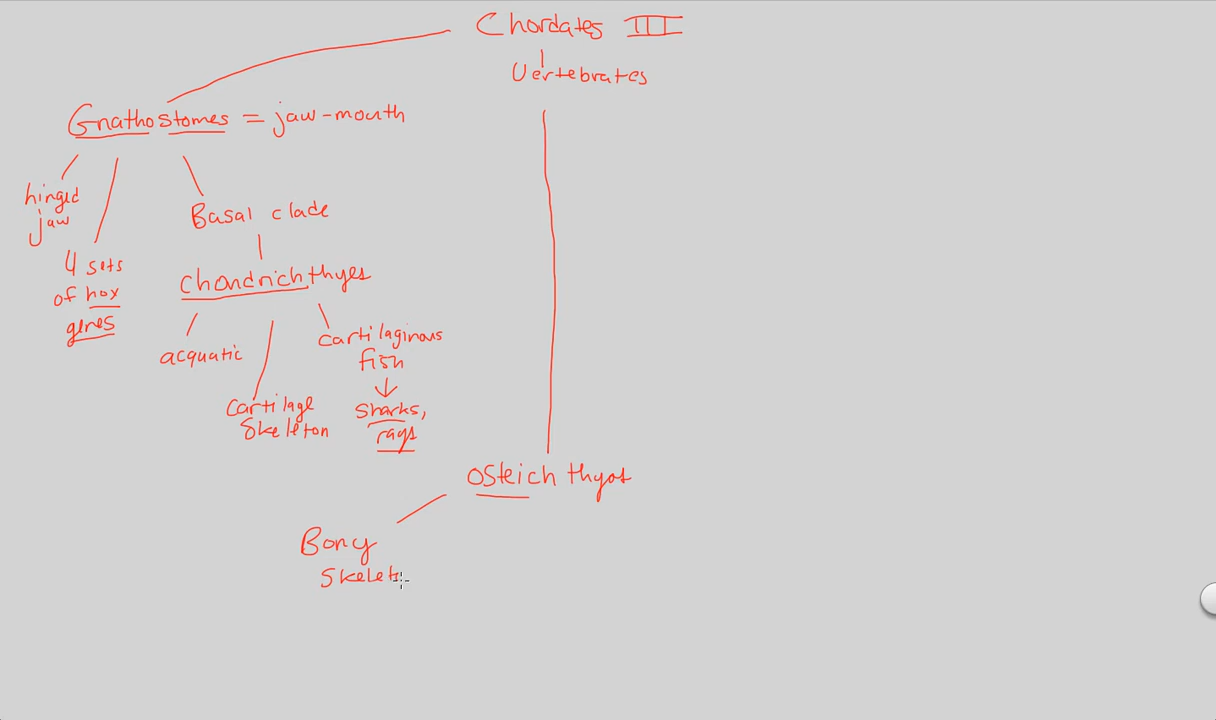 Chordates III
Vertebrates
Gnathostomes = jaw-mouth
hinged
jaw
4 sets
of hox
genes
Basal clade
Chondrichthyes
acquatic
Cartilage
Skeleton
Cartilaginous
fish
Sharks,
rays
Osteichthyes
Bony
Skelet